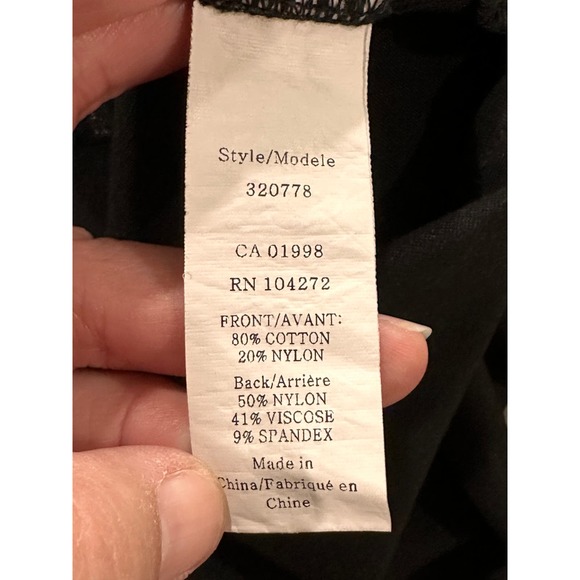 Style/Modele
320778
CA 01998
RN 104272
FRONT/AVANT:
80% COTTON
20% NYLON
Back/Arrière
50% NYLON
41% VISCOSE
9% SPANDEX
Made in
China/Fabriqué en
Chine